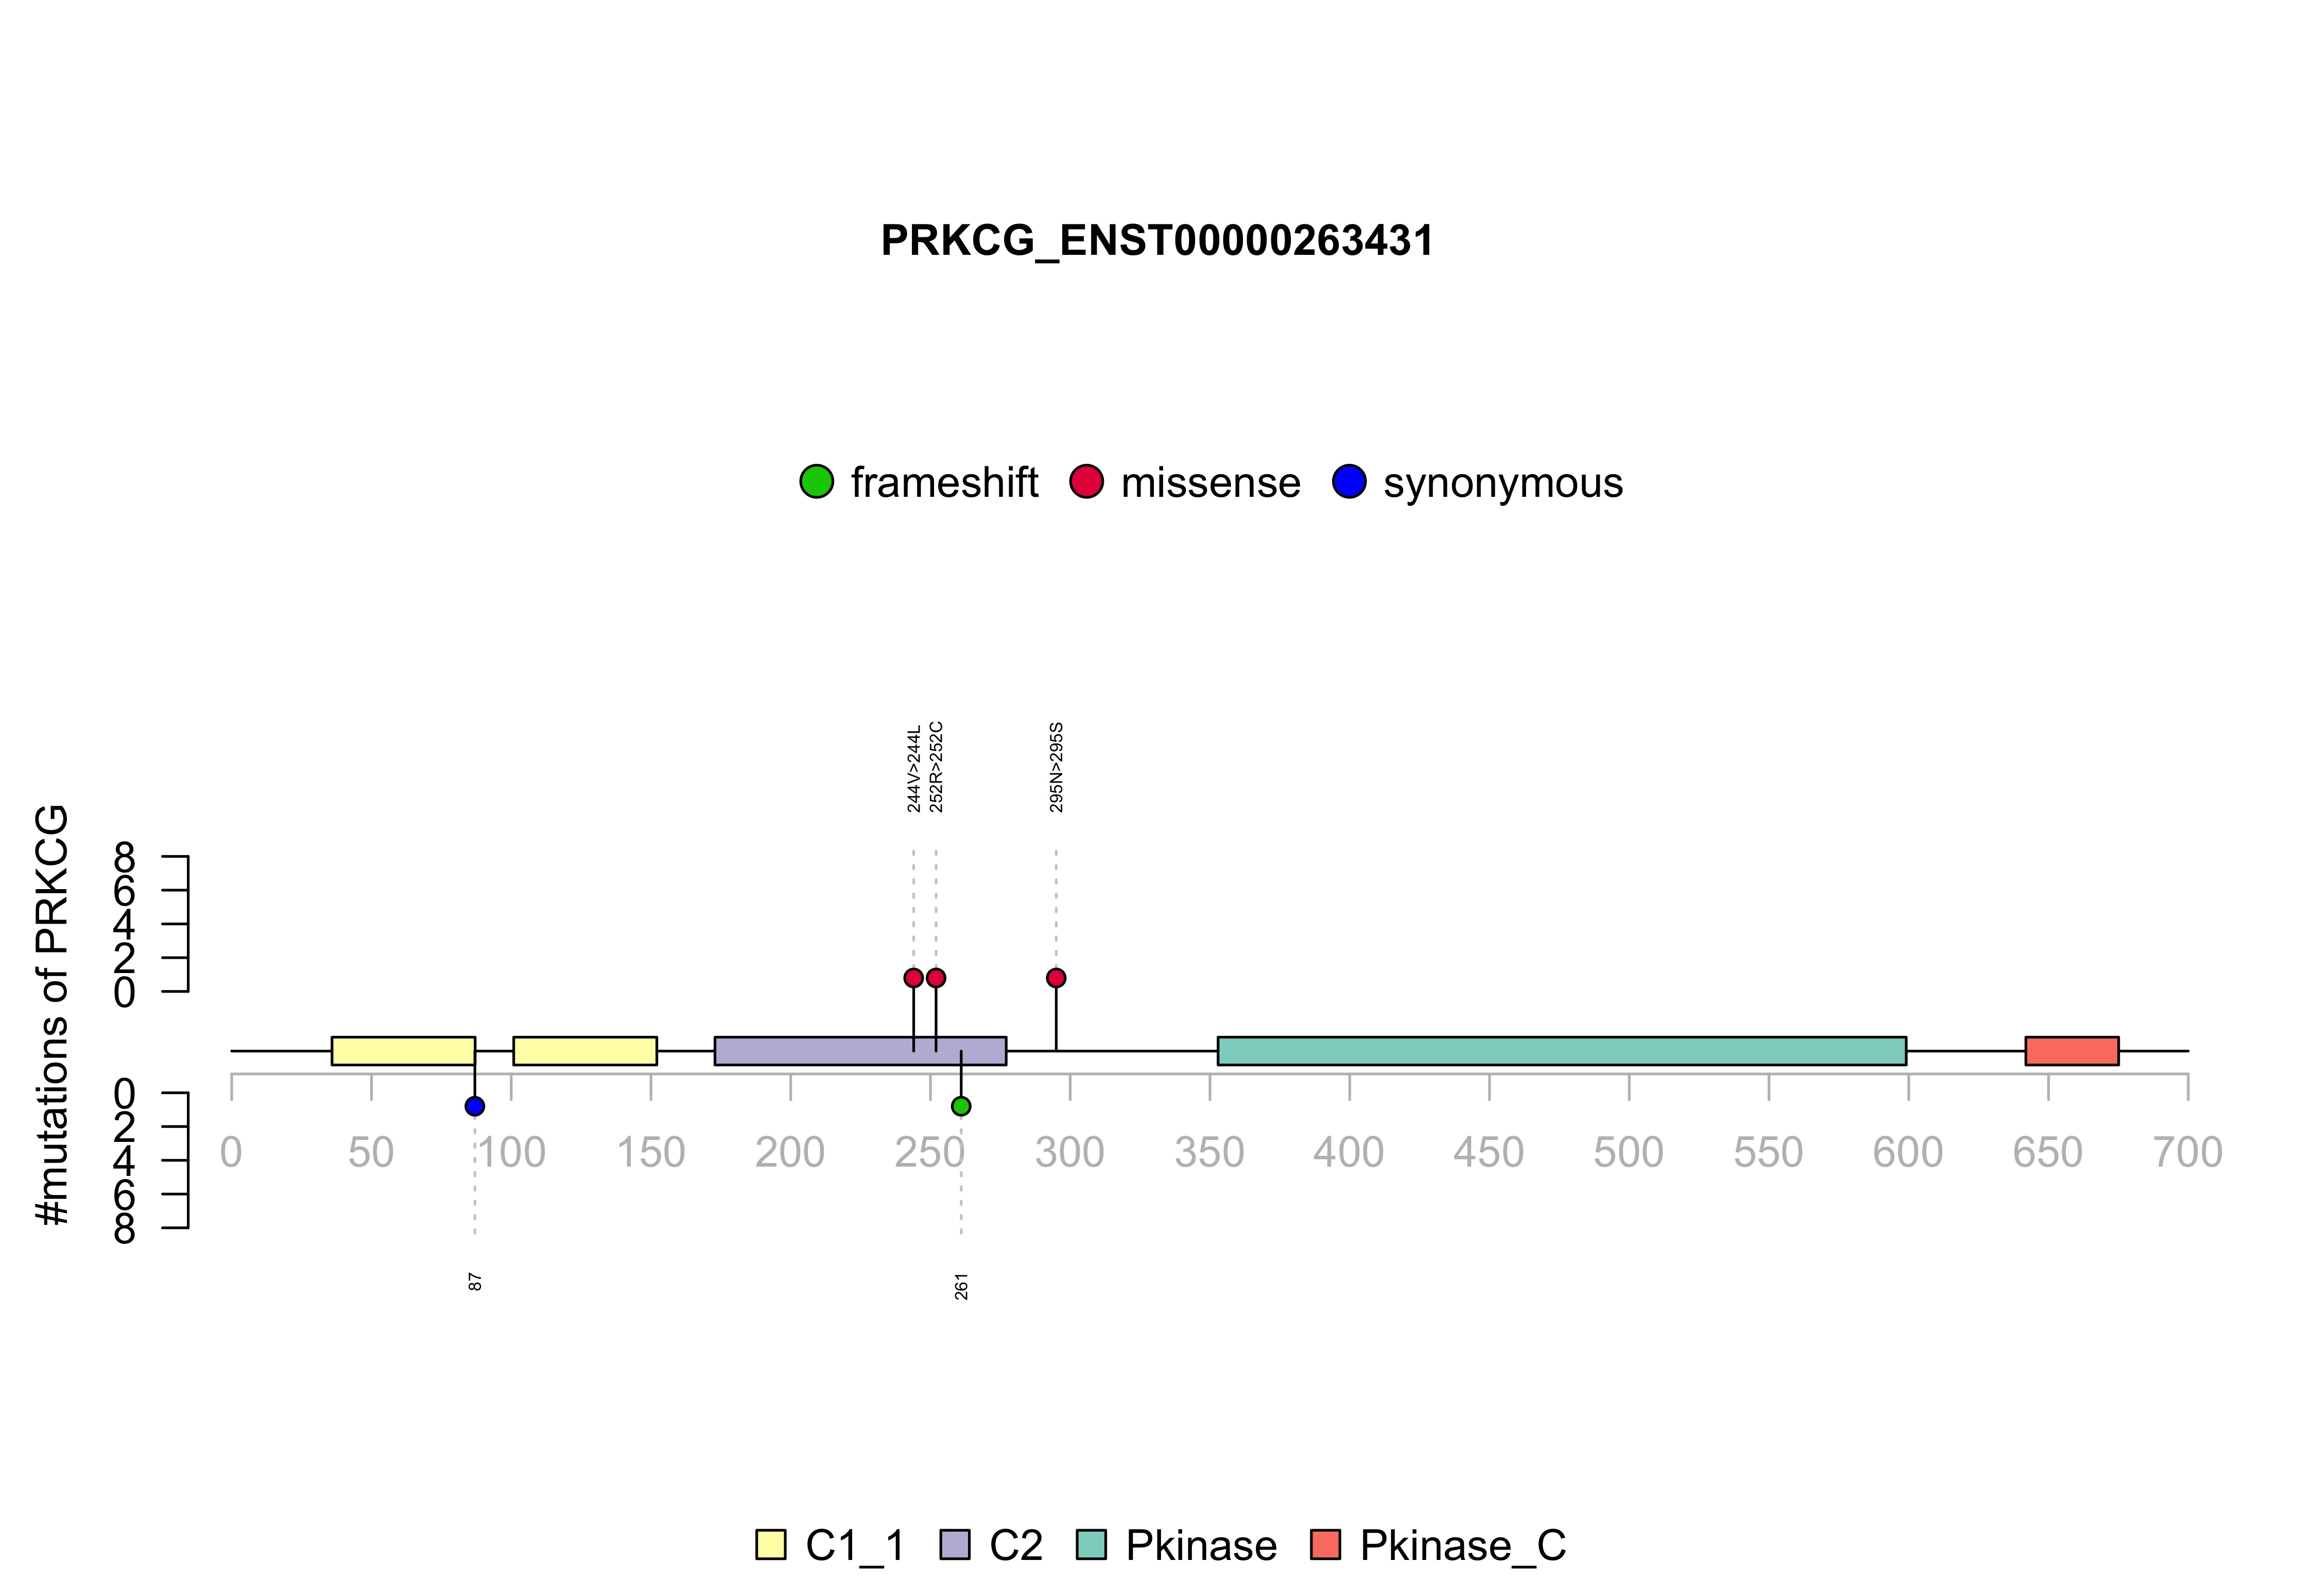 PRKCG_ENST00000263431
frameshift missense synonymous
244V>244L
252R>252C
295N>295S
#mutations of PRKCG
8
6
4
2
0
0
2
4
6
8
0 50 100 150 200 250 300 350 400 450 500 550 600 650 700
87
261
C1_1 C2 Pkinase Pkinase_C